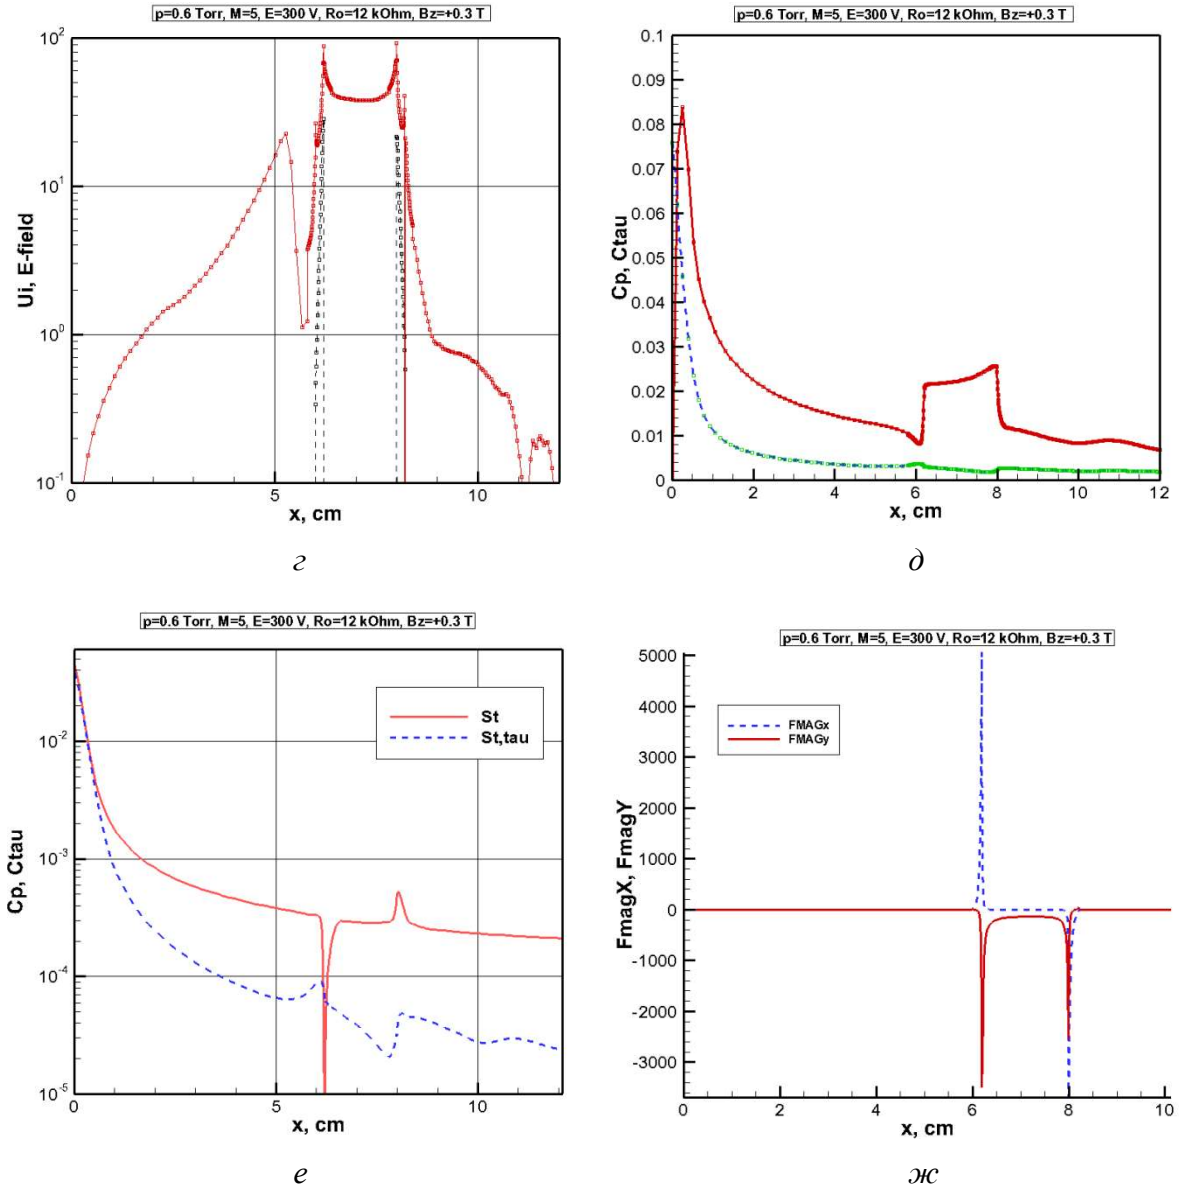 p=0.6 Torr, M=5, E=300 V, Ro=12 kOhm, Bz=+0.3 T
10^2
10^1
10^0
10^-1
Ui, E-field
0 5 10
x, cm
г
p=0.6 Torr, M=5, E=300 V, Ro=12 kOhm, Bz=+0.3 T
0.1
0.09
0.08
0.07
0.06
0.05
0.04
0.03
0.02
0.01
0
Cp, Ctau
0 2 4 6 8 10 12
x, cm
д
p=0.6 Torr, M=5, E=300 V, Ro=12 kOhm, Bz=+0.3 T
St
St,tau
10^-2
10^-3
10^-4
10^-5
Cp, Ctau
0 5 10
x, cm
е
p=0.6 Torr, M=5, E=300 V, Ro=12 kOhm, Bz=+0.3 T
FMAGx
FMAGy
5000
4000
3000
2000
1000
0
-1000
-2000
-3000
FmagX, FmagY
0 2 4 6 8 10
x, cm
ж